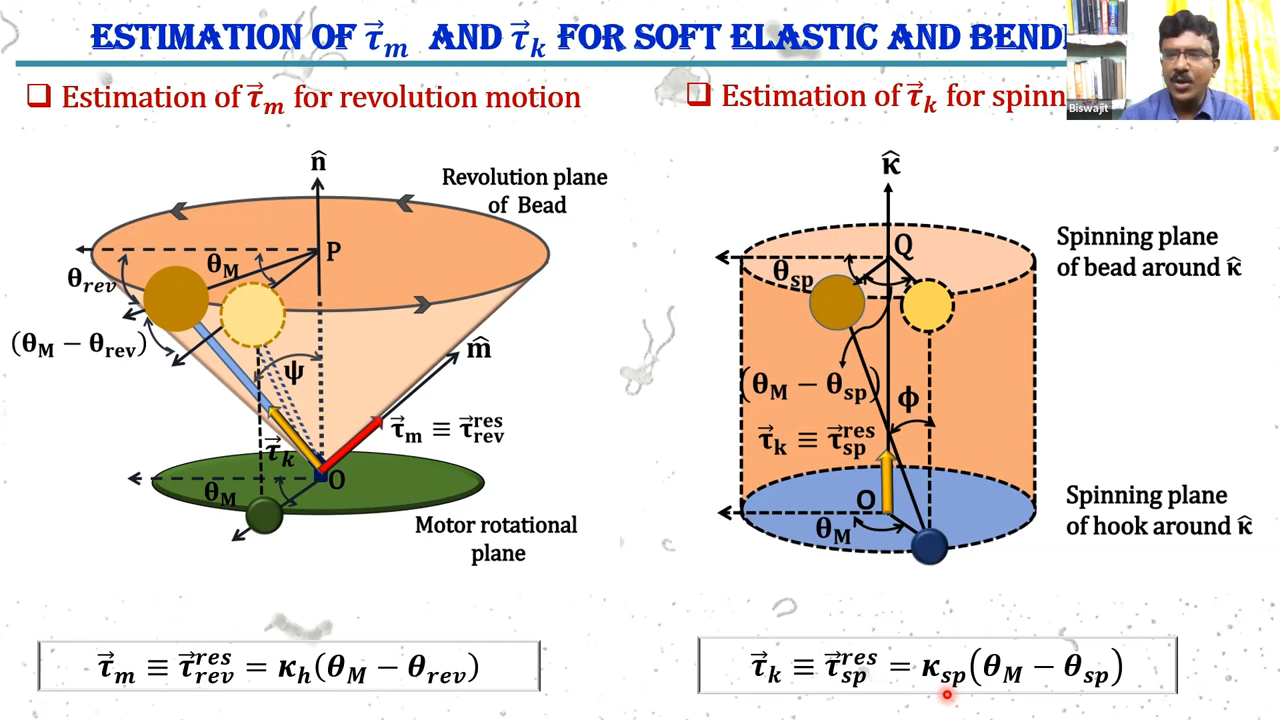 ESTIMATION OF τ⃗m AND τ⃗k FOR SOFT ELASTIC AND
Estimation of τ⃗m for revolution motion
Estimation of τ⃗k for
Biswajit
n̂
Revolution plane
of Bead
P
θM
θrev
(θM − θrev)
ψ
m̂
τ⃗m ≡ τ⃗rev^res
τ⃗k
O
θM
Motor rotational
plane
κ̂
Q
Spinning plane
of bead around κ̂
θsp
(θM − θsp)
ϕ
τ⃗k ≡ τ⃗sp^res
O
θM
Spinning plane
of hook around κ̂
τ⃗m ≡ τ⃗rev^res = κh(θM − θrev)
τ⃗k ≡ τ⃗sp^res = κsp(θM − θsp)